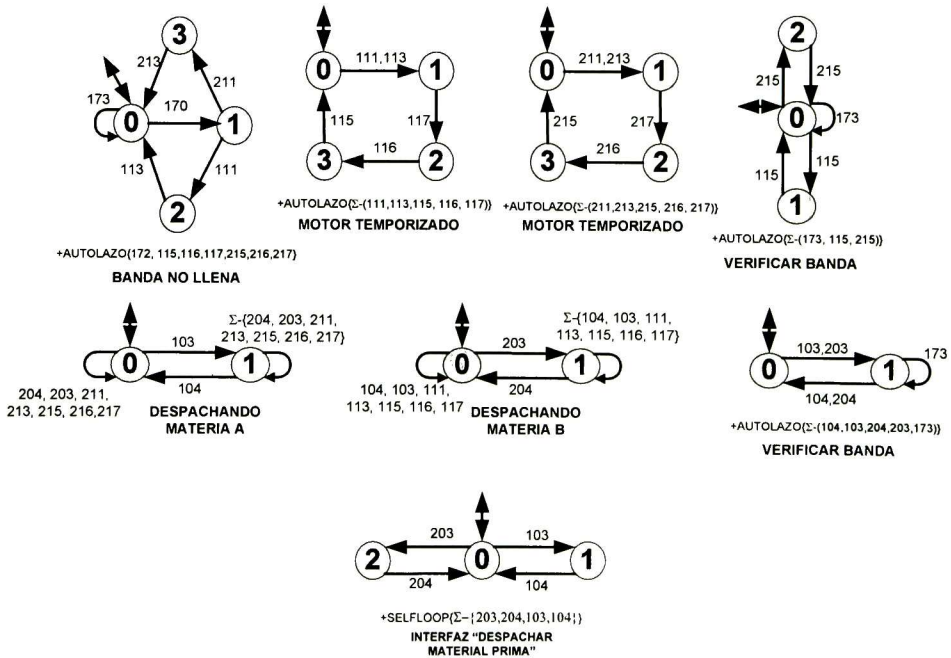 3
213
211
173
0
170
1
113
111
2
+AUTOLAZO{172, 115,116,117,215,216,217}
BANDA NO LLENA
0
111,113
1
115
117
3
116
2
+AUTOLAZO{Σ-(111,113,115, 116, 117)}
MOTOR TEMPORIZADO
0
211,213
1
215
217
3
216
2
+AUTOLAZO{Σ-(211,213,215, 216, 217)}
MOTOR TEMPORIZADO
2
215
215
0
173
115
115
1
+AUTOLAZO{Σ-(173, 115, 215)}
VERIFICAR BANDA
Σ-{204, 203, 211,
213, 215, 216, 217}
103
0
1
104
204, 203, 211,
213, 215, 216,217
DESPACHANDO
MATERIA A
Σ-{104, 103, 111,
113, 115, 116, 117}
203
0
1
204
104, 103, 111,
113, 115, 116, 117
DESPACHANDO
MATERIA B
103,203
0
1
173
104,204
+AUTOLAZO{Σ-(104,103,204,203,173)}
VERIFICAR BANDA
203
103
2
0
1
204
104
+SELFLOOP{Σ-{203,204,103,104}}
INTERFAZ "DESPACHAR
MATERIAL PRIMA"